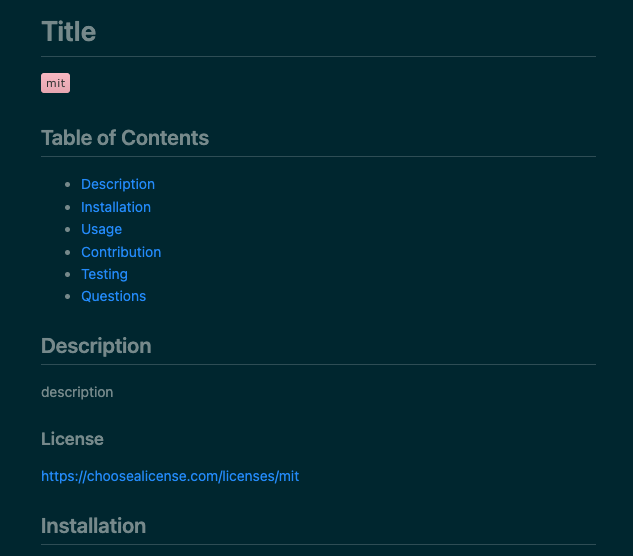 Title
mit
Table of Contents
Description
Installation
Usage
Contribution
Testing
Questions
Description
description
License
https://choosealicense.com/licenses/mit
Installation